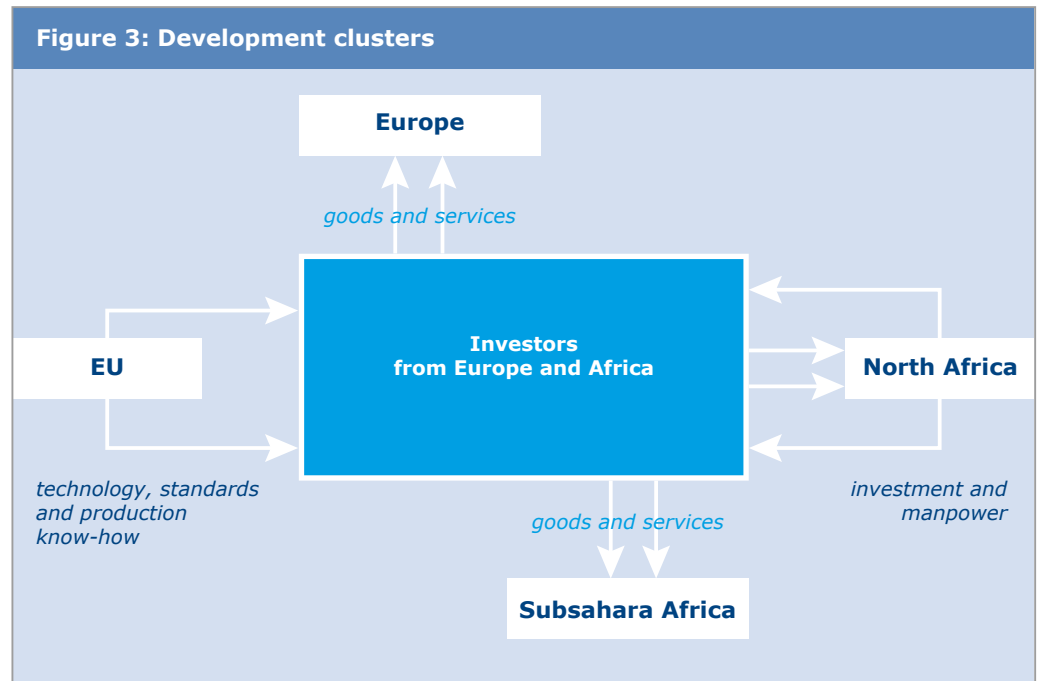 Figure 3: Development clusters
Europe
goods and services
Investors
from Europe and Africa
EU
North Africa
technology, standards
and production
know-how
investment and
manpower
goods and services
Subsahara Africa